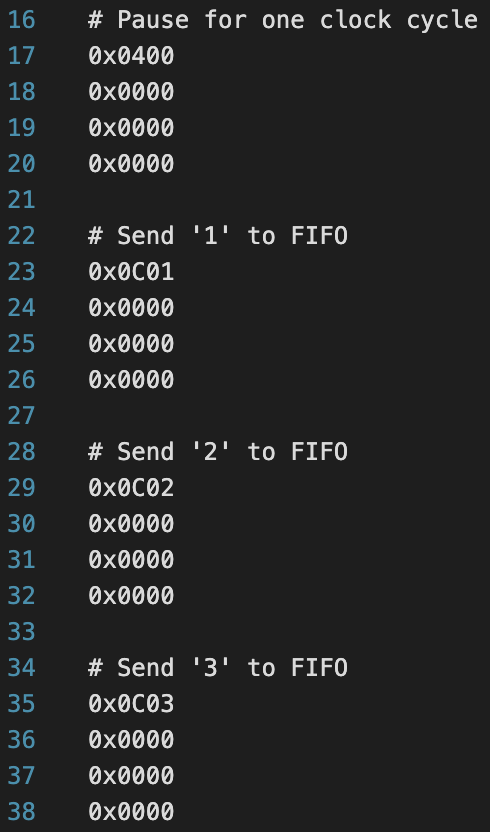 16 # Pause for one clock cycle
17 0x0400
18 0x0000
19 0x0000
20 0x0000
21
22 # Send '1' to FIFO
23 0x0C01
24 0x0000
25 0x0000
26 0x0000
27
28 # Send '2' to FIFO
29 0x0C02
30 0x0000
31 0x0000
32 0x0000
33
34 # Send '3' to FIFO
35 0x0C03
36 0x0000
37 0x0000
38 0x0000